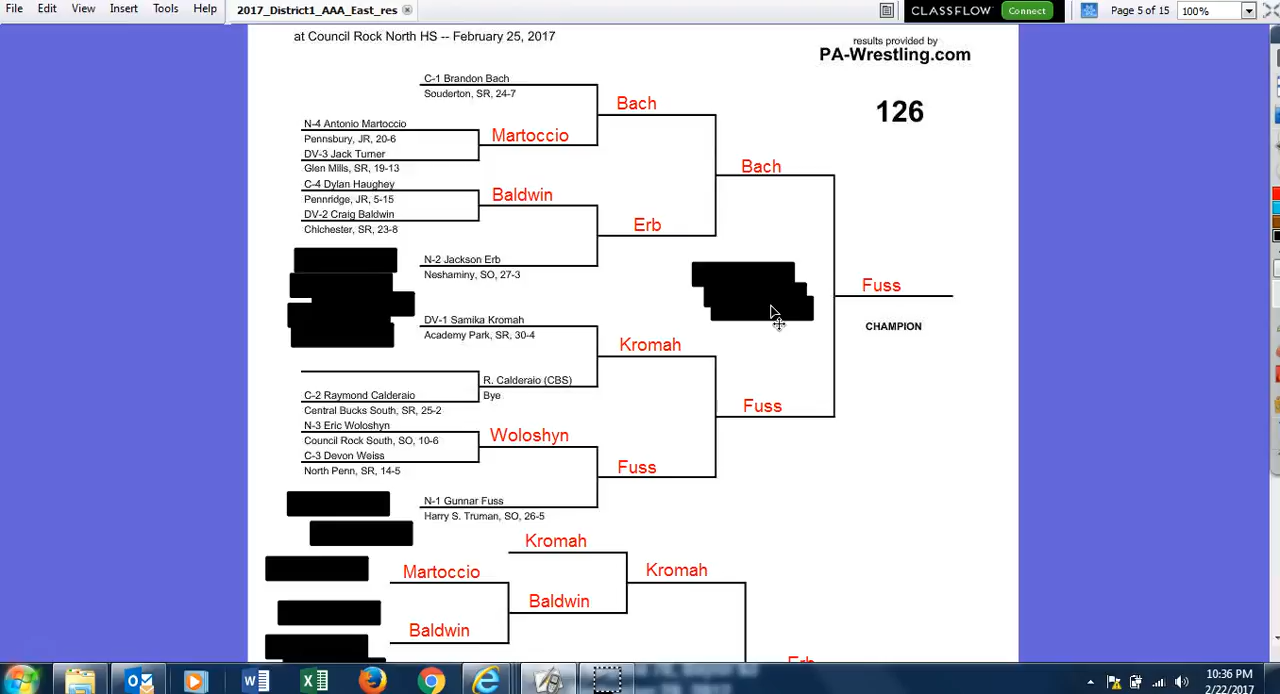 File Edit View Insert Tools Help 2017_District1_AAA_East_res CLASSFLOW Connect Page 5 of 15 100%
at Council Rock North HS -- February 25, 2017
results provided by
PA-Wrestling.com
126
C-1 Brandon Bach
Souderton, SR, 24-7
Bach
N-4 Antonio Martoccio
Pennsbury, JR, 20-6
Martoccio
DV-3 Jack Turner
Glen Mills, SR, 19-13
Bach
C-4 Dylan Haughey
Pennridge, JR, 5-15
Baldwin
DV-2 Craig Baldwin
Chichester, SR, 23-8
Erb
N-2 Jackson Erb
Neshaminy, SO, 27-3
Fuss
CHAMPION
DV-1 Samika Kromah
Academy Park, SR, 30-4
Kromah
R. Calderaio (CBS)
Bye
C-2 Raymond Calderaio
Central Bucks South, SR, 25-2
Fuss
N-3 Eric Woloshyn
Council Rock South, SO, 10-6
Woloshyn
C-3 Devon Weiss
North Penn, SR, 14-5
Fuss
N-1 Gunnar Fuss
Harry S. Truman, SO, 26-5
Kromah
Martoccio
Kromah
Baldwin
Baldwin
Erb
10:36 PM
2/22/2017